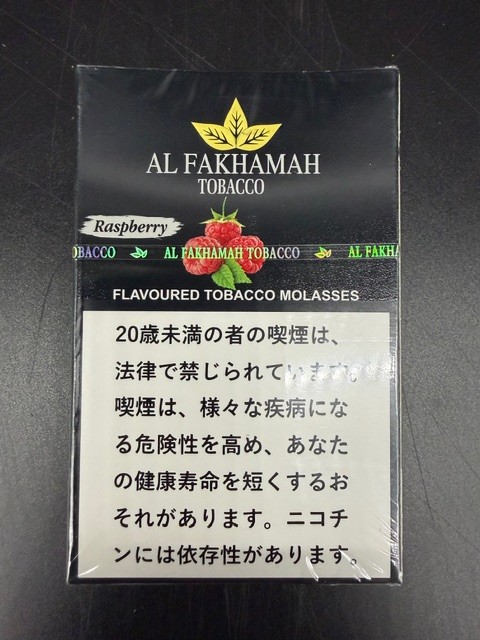 AL FAKHAMAH
TOBACCO
Raspberry
OBACCO AL FAKHAMAH TOBACCO AL FAKHA
FLAVOURED TOBACCO MOLASSES
20歳未満の者の喫煙は、
法律で禁じられています。
喫煙は、様々な疾病にな
る危険性を高め、あなた
の健康寿命を短くするお
それがあります。ニコチ
ンには依存性があります。